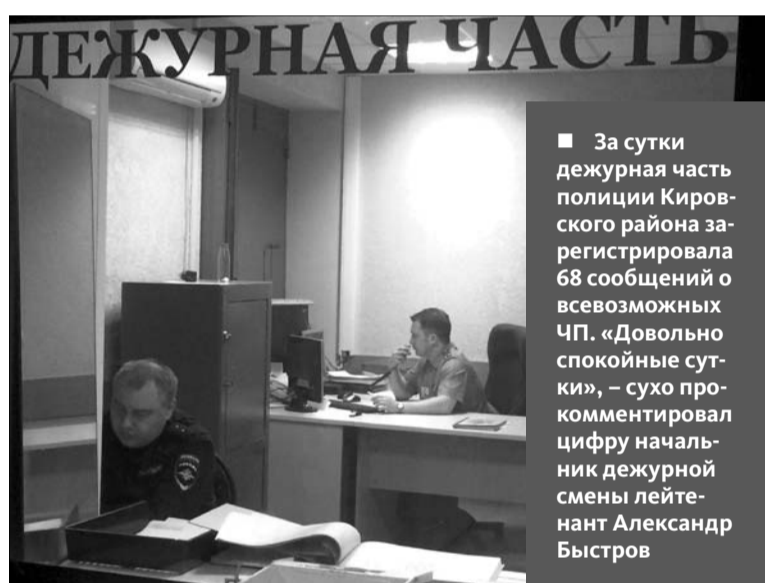 ДЕЖУРНАЯ ЧАСТЬ
■ За сутки
дежурная часть
полиции Киров-
ского района за-
регистрировала
68 сообщений о
всевозможных
ЧП. «Довольно
спокойные сут-
ки», – сухо про-
комментировал
цифру началь-
ник дежурной
смены лейте-
нант Александр
Быстров